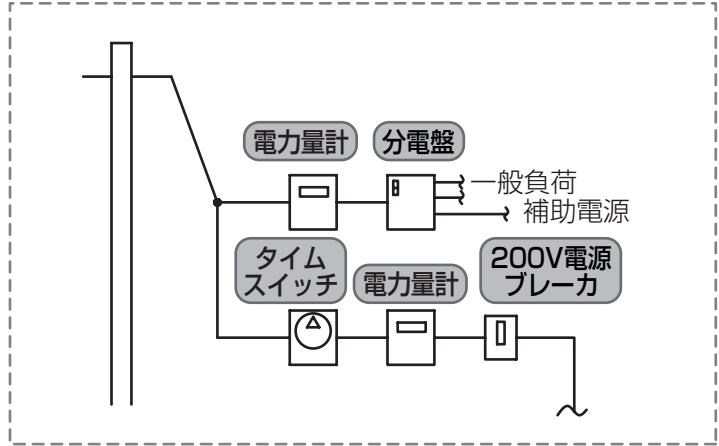 電力量計
分電盤
一般負荷
補助電源
タイム
スイッチ
電力量計
200V電源
ブレーカ